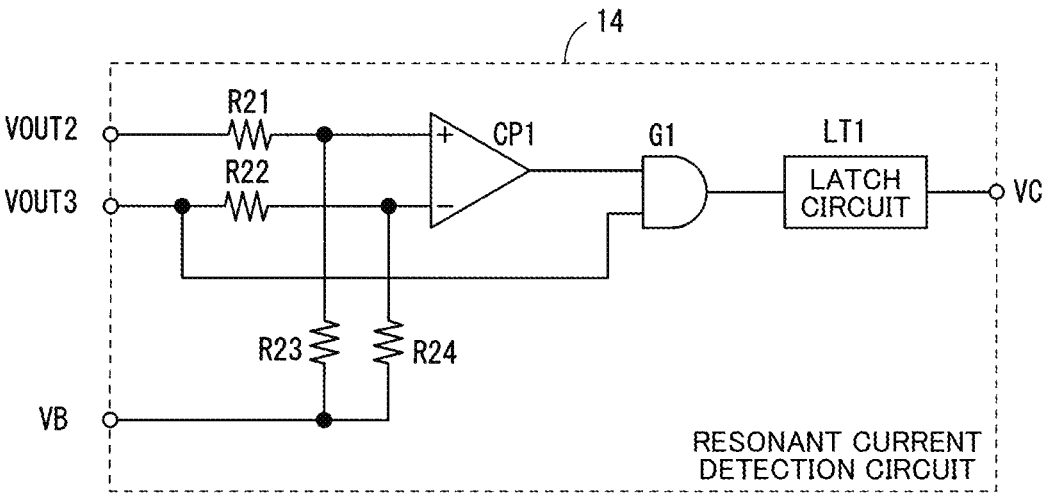 14
R21
VOUT2
+
CP1
G1
LT1
R22
VOUT3
−
LATCH
CIRCUIT
VC
R23
R24
VB
RESONANT CURRENT
DETECTION CIRCUIT